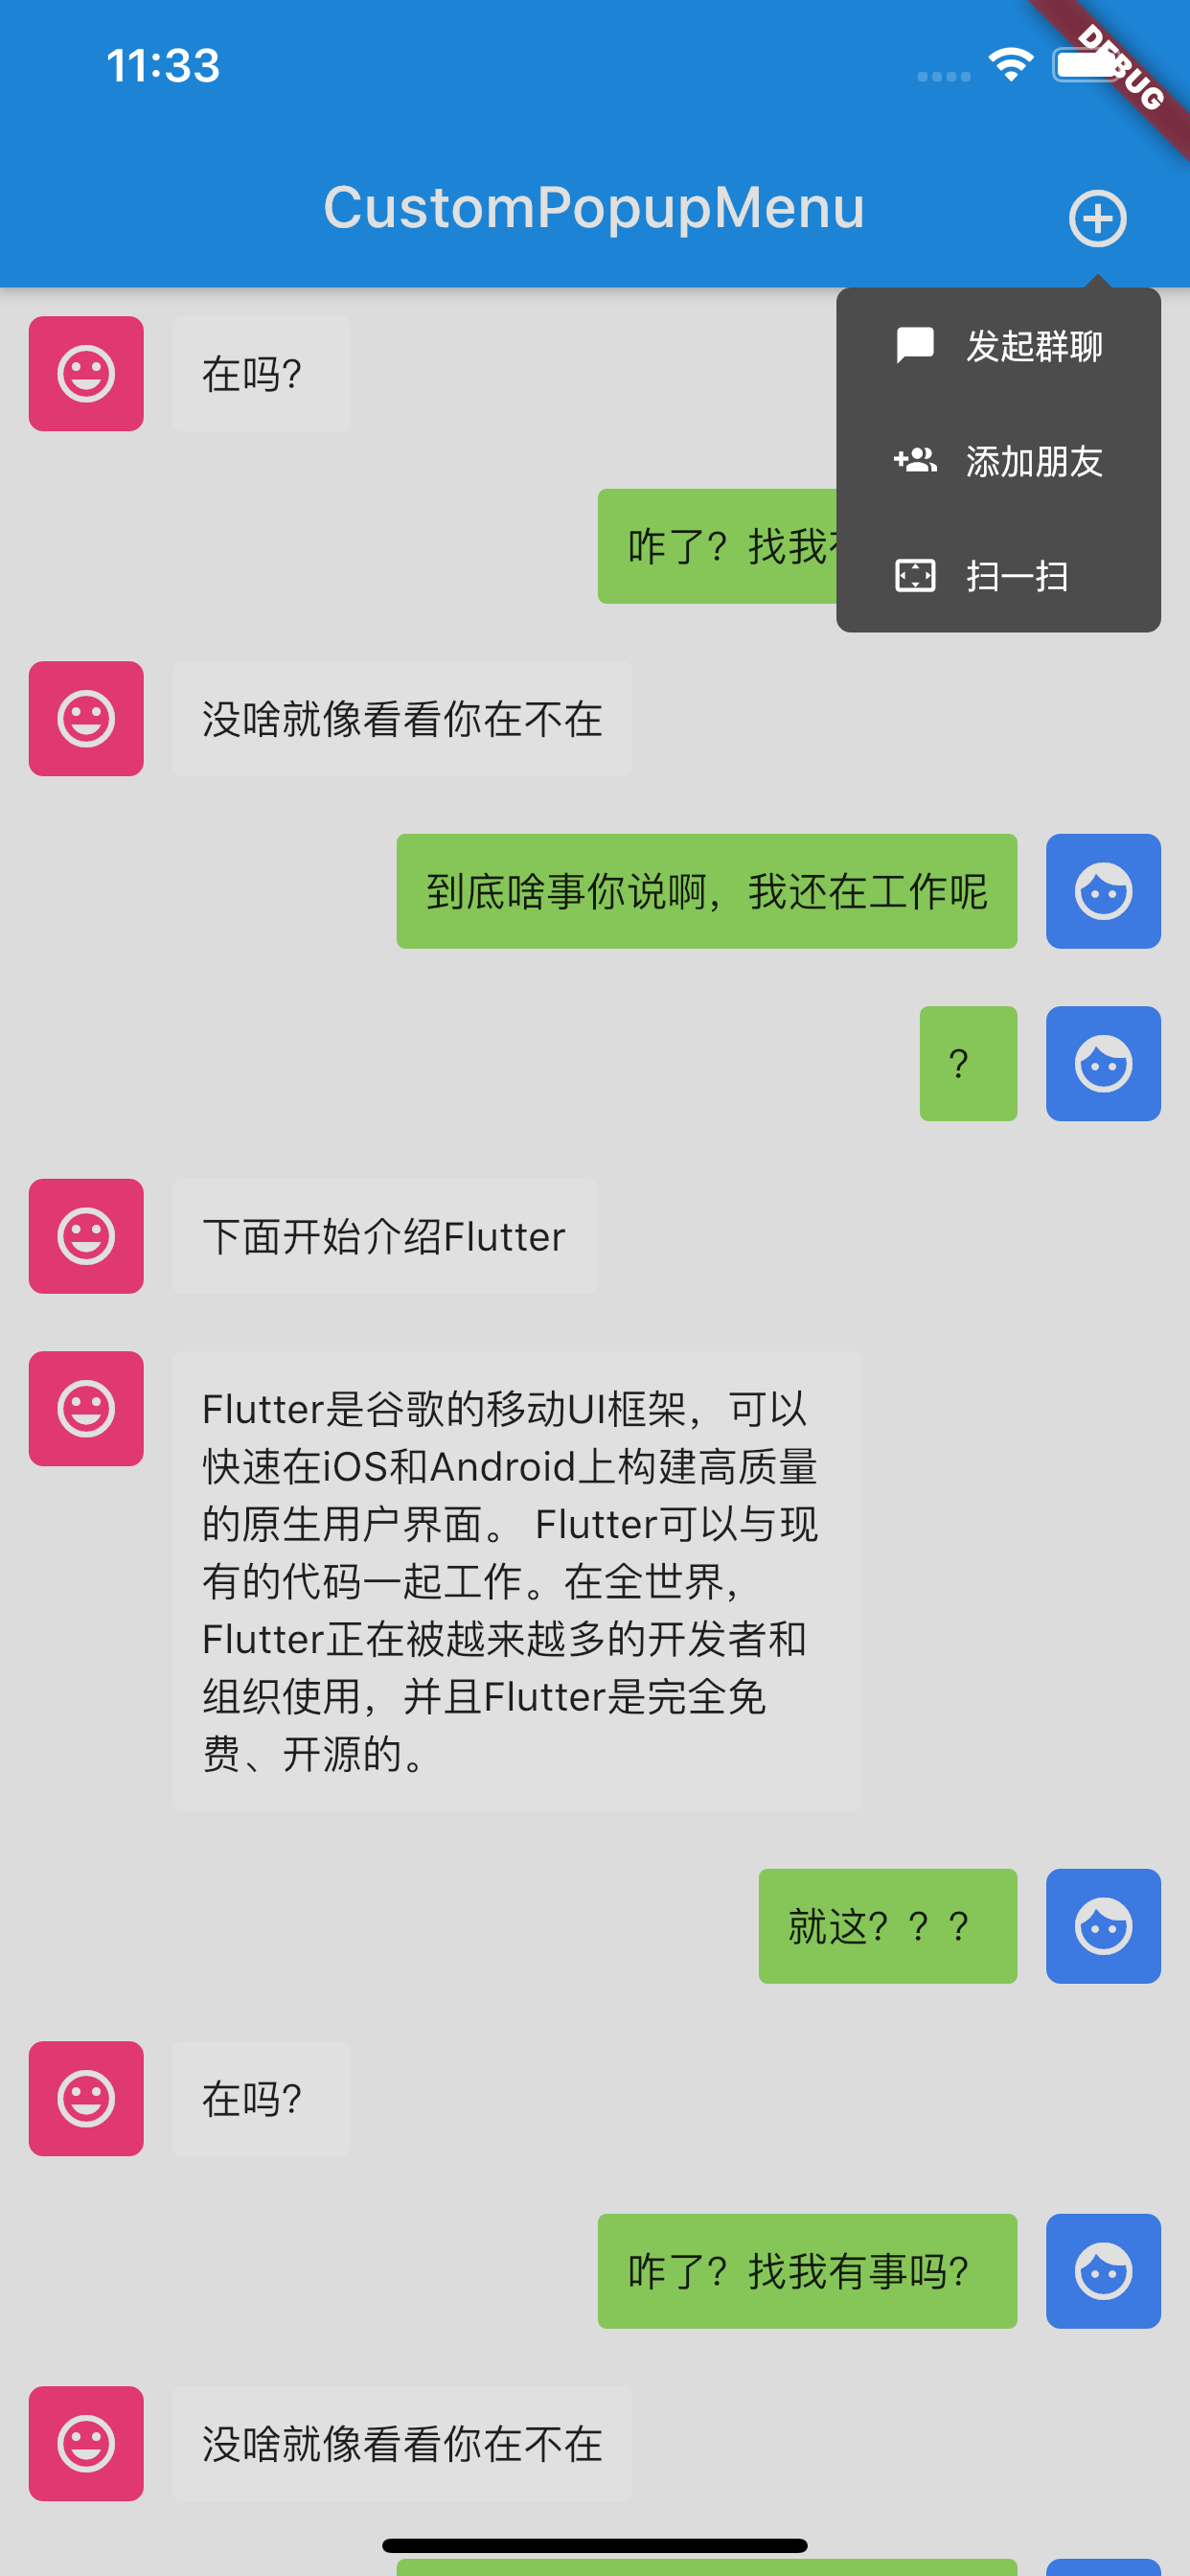 11:33
DEBUG
CustomPopupMenu
发起群聊
在吗？
添加朋友
咋了？找我
扫一扫
没啥就像看看你在不在
到底啥事你说啊，我还在工作呢
？
下面开始介绍Flutter
Flutter是谷歌的移动UI框架，可以
快速在iOS和Android上构建高质量
的原生用户界面。 Flutter可以与现
有的代码一起工作。在全世界，
Flutter正在被越来越多的开发者和
组织使用，并且Flutter是完全免
费、开源的。
就这？？？
在吗？
咋了？找我有事吗？
没啥就像看看你在不在